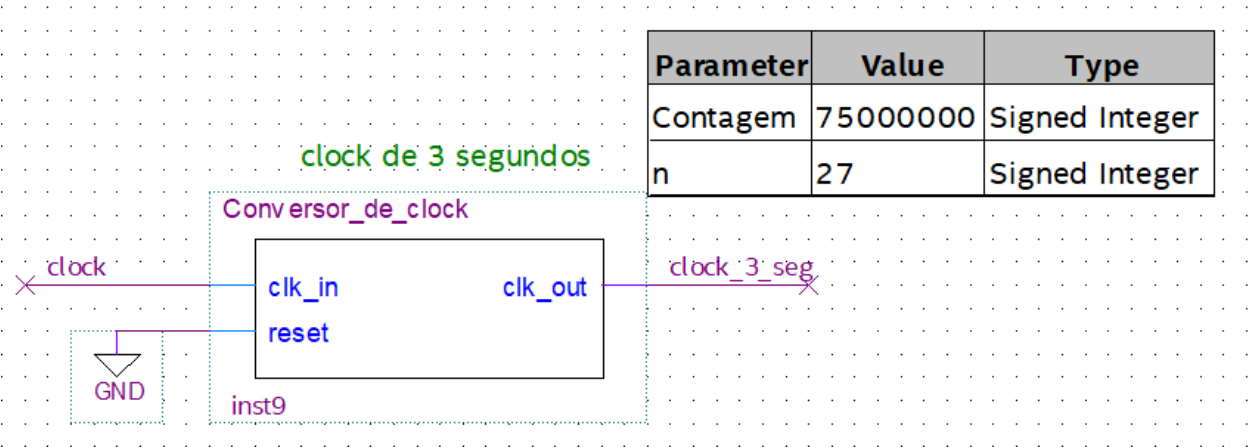 Parameter Value Type
Contagem 75000000 Signed Integer
n 27 Signed Integer
clock de 3 segundos
Conversor_de_clock
clock
clk_in clk_out
clock_3_seg
reset
GND
inst9